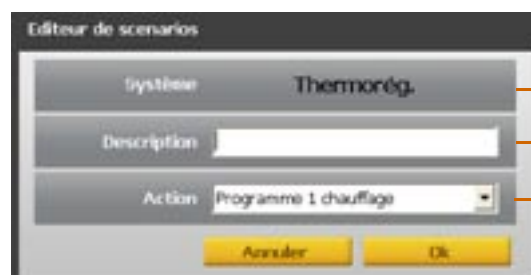 Editeur de scenarios
Système Thermorég.
Description
Action Programme 1 chauffage
Annuler Ok